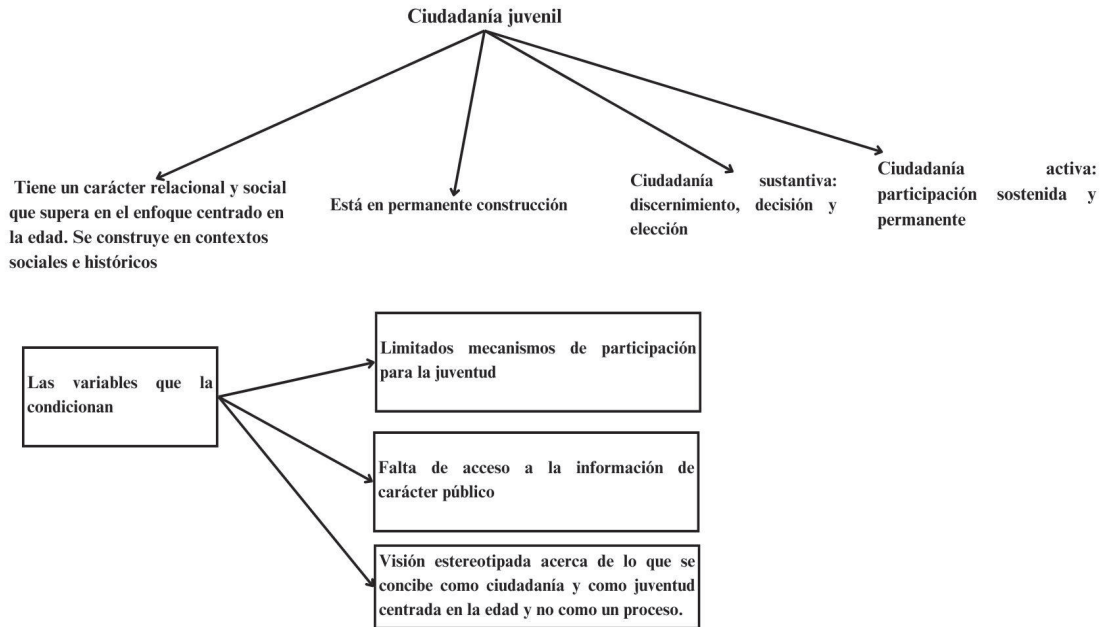 Ciudadanía juvenil
Tiene un carácter relacional y social
que supera en el enfoque centrado en
la edad. Se construye en contextos
sociales e históricos
Está en permanente construcción
Ciudadanía sustantiva:
discernimiento, decisión y
elección
Ciudadanía activa:
participación sostenida y
permanente
Las variables que la
condicionan
Limitados mecanismos de participación
para la juventud
Falta de acceso a la información de
carácter público
Visión estereotipada acerca de lo que se
concibe como ciudadanía y como juventud
centrada en la edad y no como un proceso.